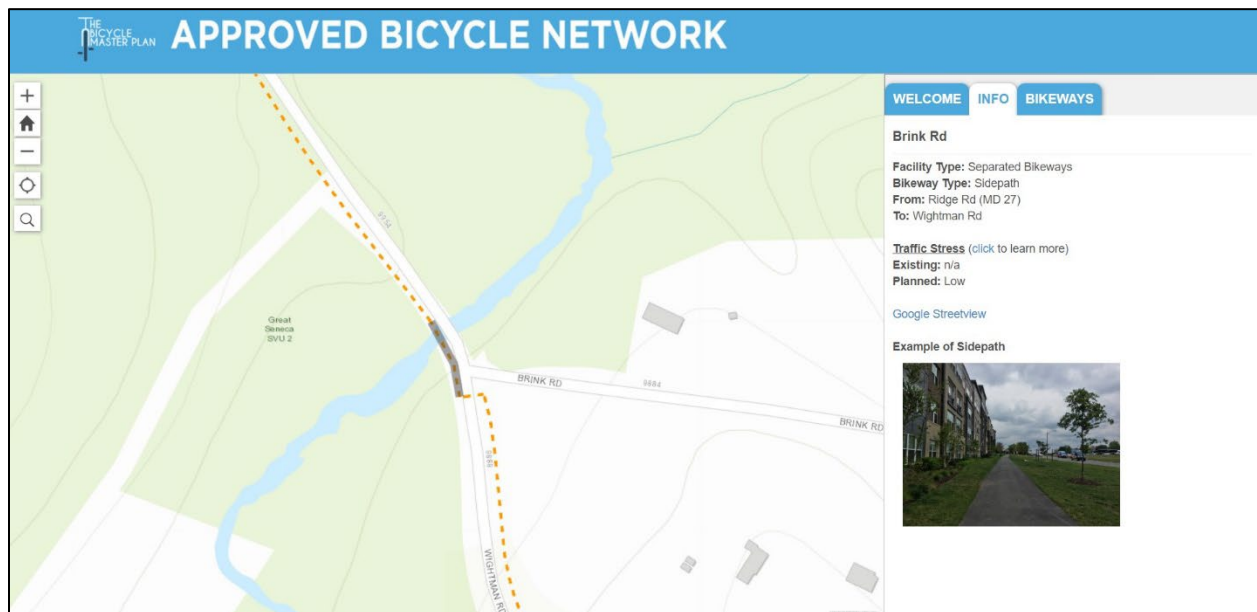 THE
BICYCLE
MASTER PLAN
APPROVED BICYCLE NETWORK
WELCOME
INFO
BIKEWAYS
Brink Rd
Facility Type: Separated Bikeways
Bikeway Type: Sidepath
From: Ridge Rd (MD 27)
To: Wightman Rd
Traffic Stress (click to learn more)
Existing: n/a
Planned: Low
Google Streetview
Example of Sidepath
Great
Seneca
SVU 2
BRINK RD
9884
BRINK RD
WIGHTMAN RD